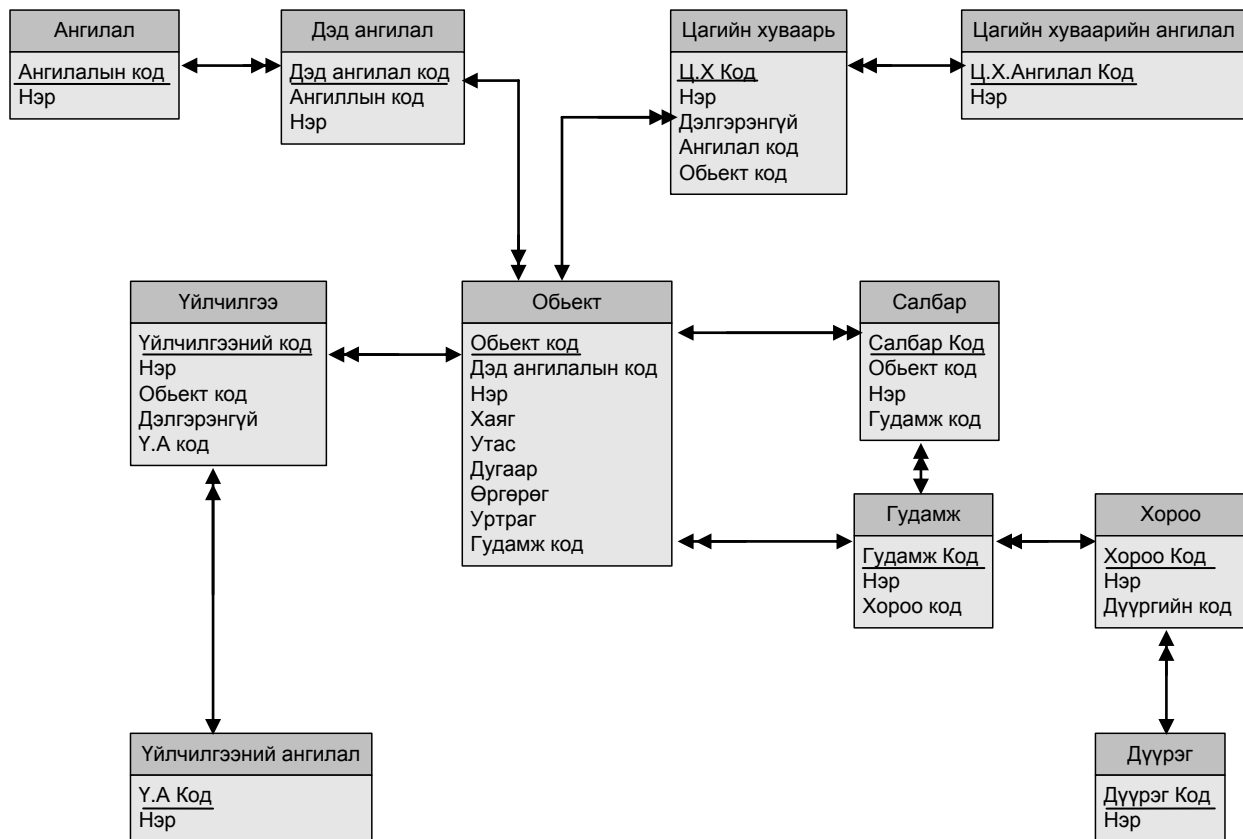 Ангилал
Ангилалын код
Нэр
Дэд ангилал
Дэд ангилал код
Ангиллын код
Нэр
Цагийн хуваарь
Ц.Х Код
Нэр
Дэлгэрэнгүй
Ангилал код
Обьект код
Цагийн хуваарийн ангилал
Ц.Х.Ангилал Код
Нэр
Үйлчилгээ
Үйлчилгээний код
Нэр
Обьект код
Дэлгэрэнгүй
Ү.А код
Обьект
Обьект код
Дэд ангилалын код
Нэр
Хаяг
Утас
Дугаар
Өргөрөг
Уртраг
Гудамж код
Салбар
Салбар Код
Обьект код
Нэр
Гудамж код
Гудамж
Гудамж Код
Нэр
Хороо код
Хороо
Хороо Код
Нэр
Дүүргийн код
Үйлчилгээний ангилал
Ү.А Код
Нэр
Дүүрэг
Дүүрэг Код
Нэр